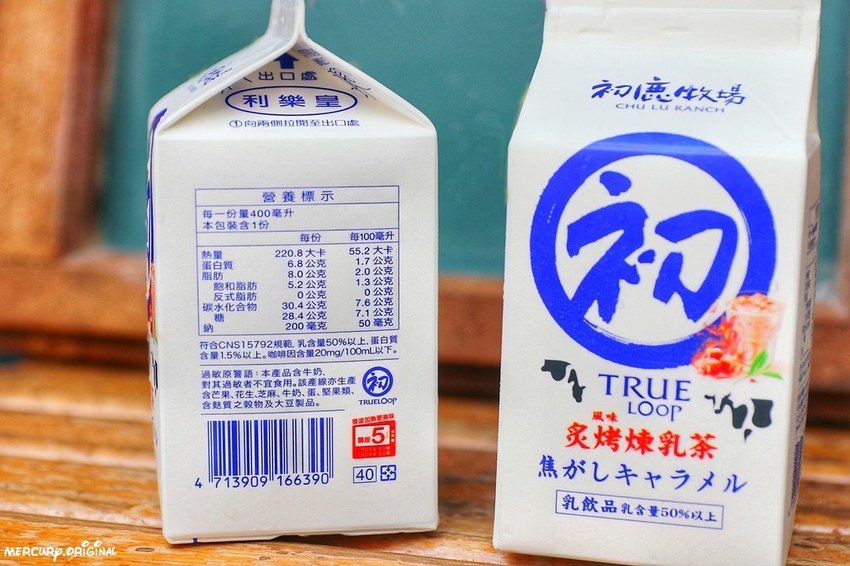 出口處
利樂皇
①向兩側拉開至出口處
營養標示
每一份量400毫升
本包裝含1份
每份 每100毫升
熱量 220.8大卡 55.2大卡
蛋白質 6.8公克 1.7公克
脂肪 8.0公克 2.0公克
飽和脂肪 5.2公克 1.3公克
反式脂肪 0公克 0公克
碳水化合物 30.4公克 7.6公克
糖 28.4公克 7.1公克
鈉 200毫克 50毫克
符合CNS15792規範,乳含量50%以上,蛋白質
含量1.5%以上。咖啡因含量20mg/100mL以下。
過敏原警語:本產品含牛奶,
對其過敏者不宜食用。該產線亦生產
含芒果、花生、芝麻、牛奶、蛋、堅果類、
含麩質之穀物及大豆製品。
初
TRUELOOP
5
4 713909 166390
40
初鹿牧場
CHU LU RANCH
初
TRUE
LOOP
風味
炙烤煉乳茶
焦がしキャラメル
乳飲品 乳含量50%以上
MERCURY.ORIGINAL